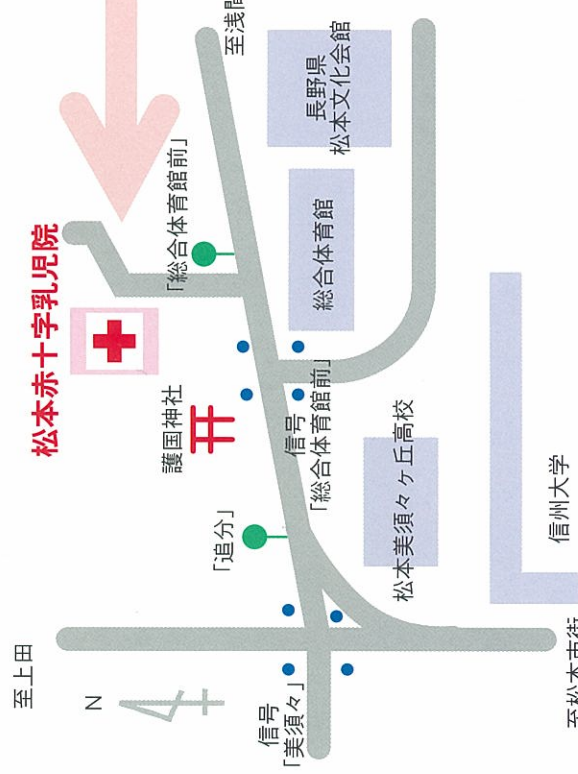 松本赤十字乳児院
至浅間
長野県
松本文化会館
「総合体育館前」
総合体育館
護国神社
信号
「総合体育館前」
「追分」
松本美須々ヶ丘高校
信州大学
至上田
N
信号
「美須々」
至松本市街